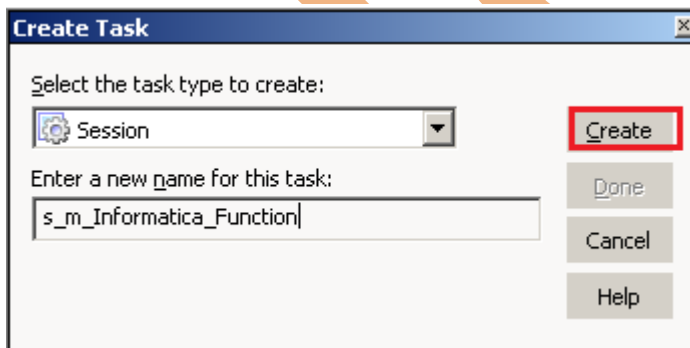 Create Task
Select the task type to create:
Session
Create
Enter a new name for this task:
Done
s_m_Informatica_Function
Cancel
Help